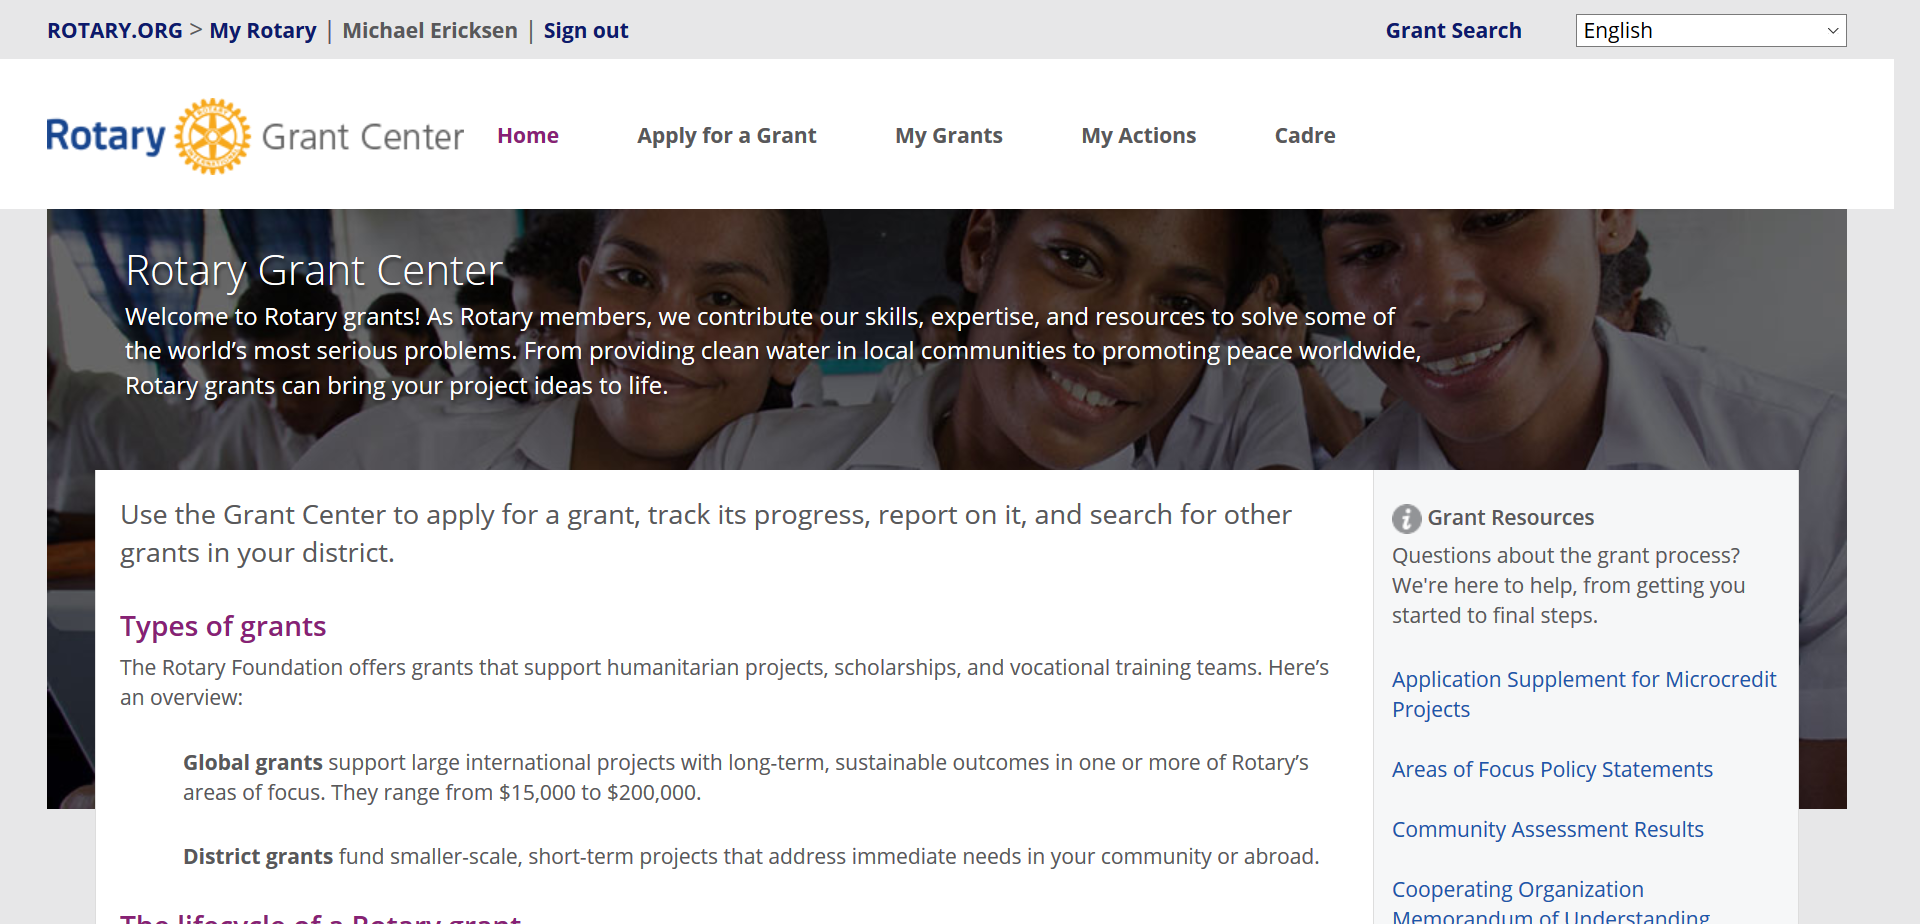 ROTARY.ORG > My Rotary | Michael Ericksen | Sign out
Grant Search
English
Rotary Grant Center
Home
Apply for a Grant
My Grants
My Actions
Cadre
Rotary Grant Center
Welcome to Rotary grants! As Rotary members, we contribute our skills, expertise, and resources to solve some of
the world’s most serious problems. From providing clean water in local communities to promoting peace worldwide,
Rotary grants can bring your project ideas to life.
Use the Grant Center to apply for a grant, track its progress, report on it, and search for other
grants in your district.
Types of grants
The Rotary Foundation offers grants that support humanitarian projects, scholarships, and vocational training teams. Here’s
an overview:
Global grants support large international projects with long-term, sustainable outcomes in one or more of Rotary’s
areas of focus. They range from $15,000 to $200,000.
District grants fund smaller-scale, short-term projects that address immediate needs in your community or abroad.
The lifecycle of a Rotary grant
Grant Resources
Questions about the grant process?
We're here to help, from getting you
started to final steps.
Application Supplement for Microcredit
Projects
Areas of Focus Policy Statements
Community Assessment Results
Cooperating Organization
Memorandum of Understanding